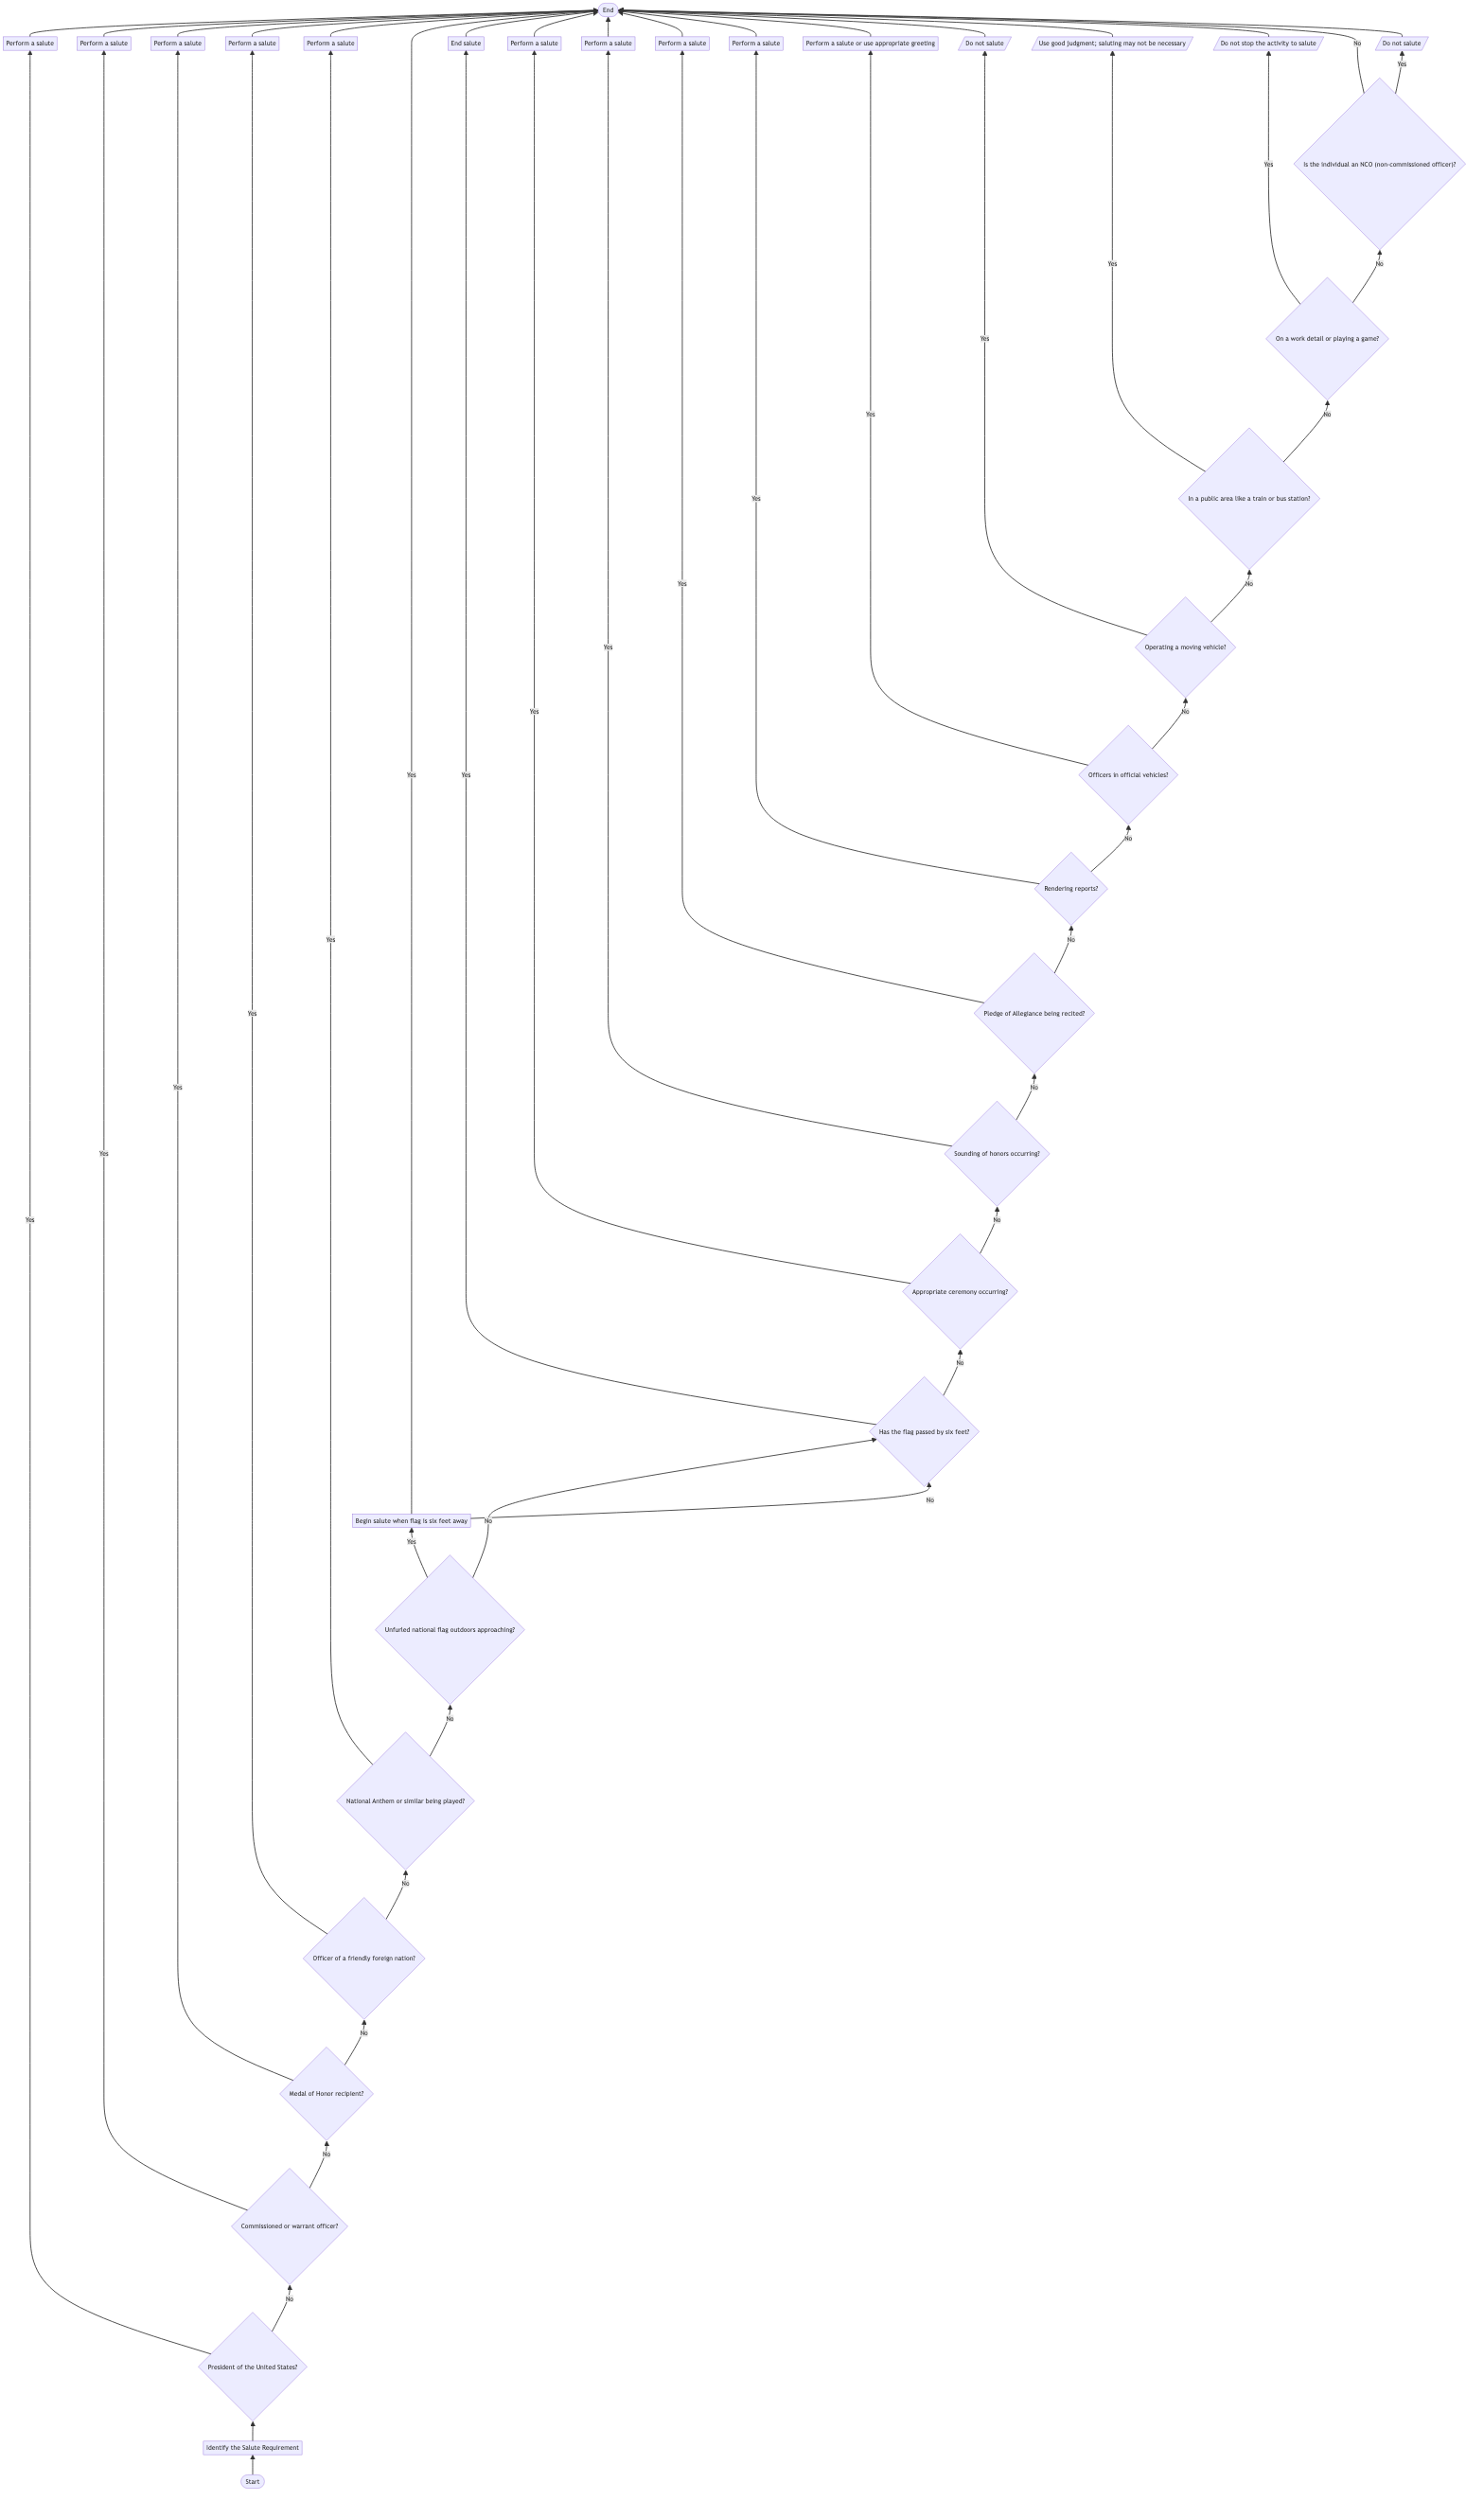 End
Perform a salute
Perform a salute
Perform a salute
Perform a salute
Perform a salute
End salute
Perform a salute
Perform a salute
Perform a salute
Perform a salute
Perform a salute or use appropriate greeting
Do not salute
Use good judgment; saluting may not be necessary
Do not stop the activity to salute
Do not salute
No
Yes
Yes
Is the individual an NCO (non-commissioned officer)?
Yes
No
Yes
On a work detail or playing a game?
Yes
No
Yes
In a public area like a train or bus station?
Yes
No
Yes
Operating a moving vehicle?
Yes
No
Yes
Yes
Officers in official vehicles?
No
Rendering reports?
Yes
No
Yes
Pledge of Allegiance being recited?
Yes
No
Yes
Sounding of honors occurring?
Yes
No
Appropriate ceremony occurring?
No
Has the flag passed by six feet?
No
Begin salute when flag is six feet away
No
Yes
Unfurled national flag outdoors approaching?
No
National Anthem or similar being played?
No
Officer of a friendly foreign nation?
No
Medal of Honor recipient?
No
Commissioned or warrant officer?
No
President of the United States?
Identify the Salute Requirement
Start